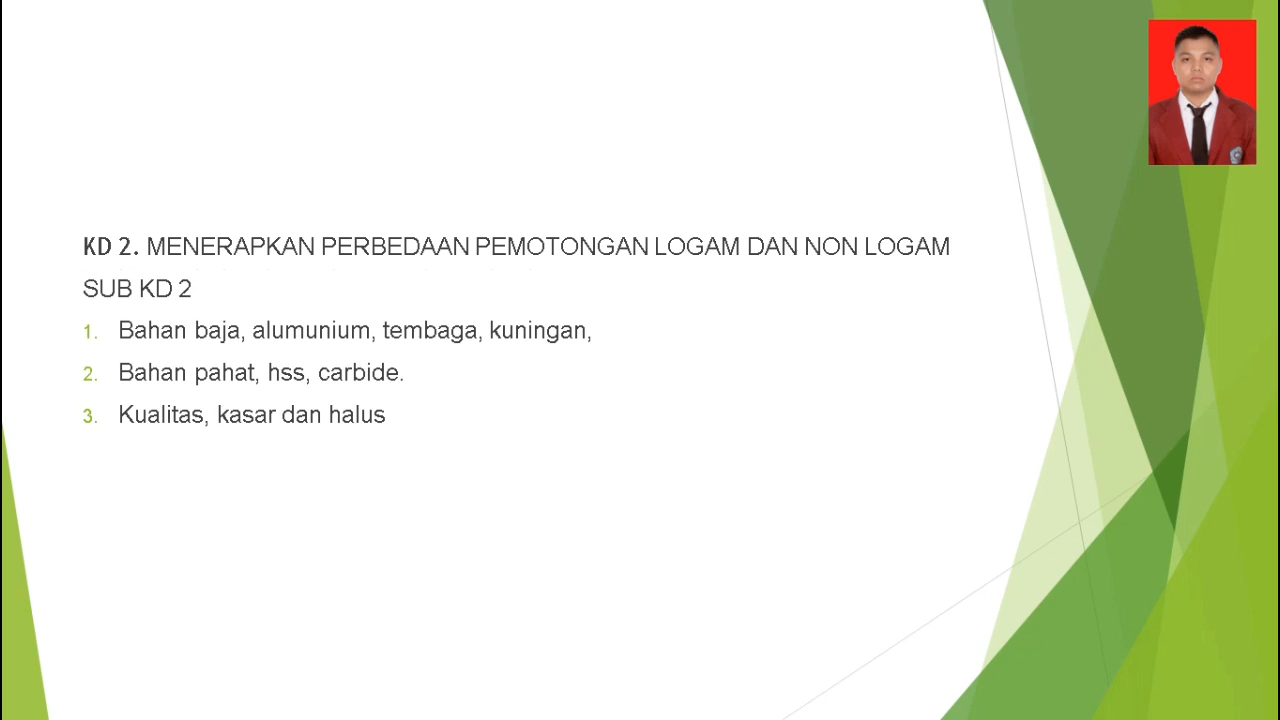 KD 2. MENERAPKAN PERBEDAAN PEMOTONGAN LOGAM DAN NON LOGAM
SUB KD 2
1. Bahan baja, alumunium, tembaga, kuningan,
2. Bahan pahat, hss, carbide.
3. Kualitas, kasar dan halus